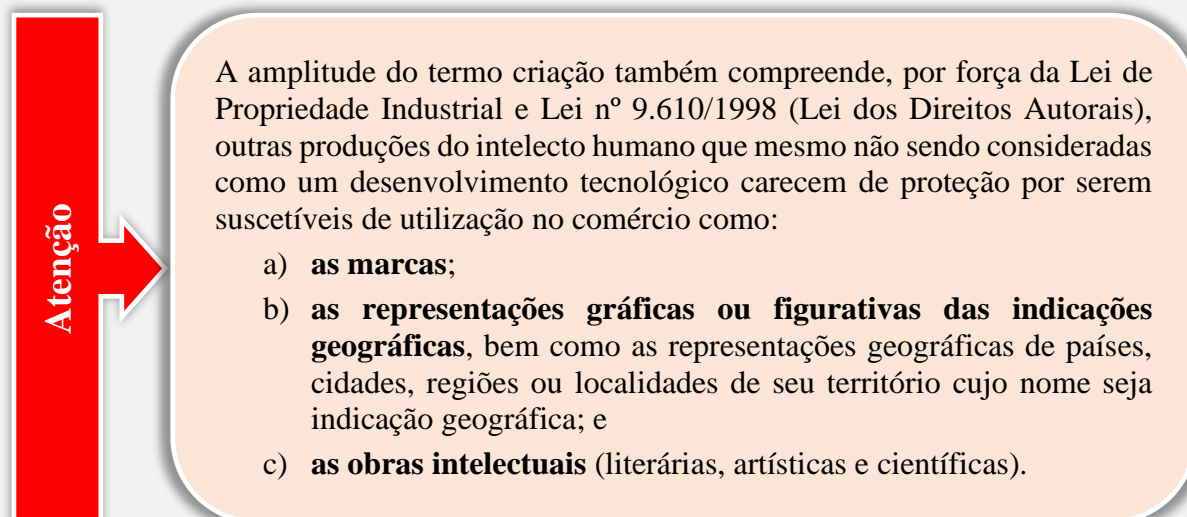 Atenção
A amplitude do termo criação também compreende, por força da Lei de
Propriedade Industrial e Lei nº 9.610/1998 (Lei dos Direitos Autorais),
outras produções do intelecto humano que mesmo não sendo consideradas
como um desenvolvimento tecnológico carecem de proteção por serem
suscetíveis de utilização no comércio como:
a) as marcas;
b) as representações gráficas ou figurativas das indicações
geográficas, bem como as representações geográficas de países,
cidades, regiões ou localidades de seu território cujo nome seja
indicação geográfica; e
c) as obras intelectuais (literárias, artísticas e científicas).